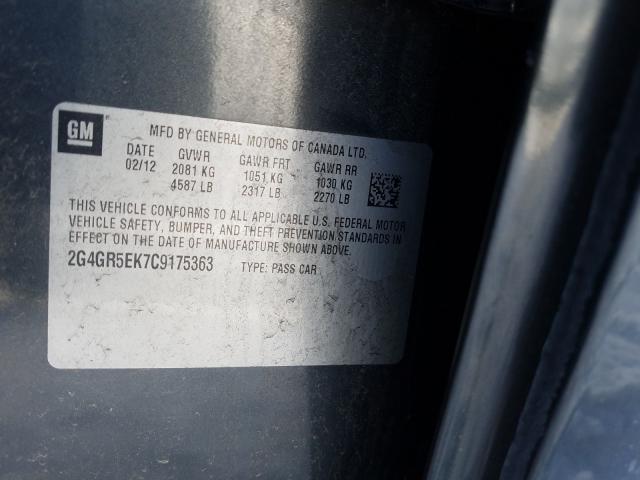 GM
MFD BY GENERAL MOTORS OF CANADA LTD.
DATE GVWR GAWR FRT GAWR RR
02/12 2081 KG 1051 KG 1030 KG
4587 LB 2317 LB 2270 LB
THIS VEHICLE CONFORMS TO ALL APPLICABLE U.S. FEDERAL MOTOR
VEHICLE SAFETY, BUMPER, AND THEFT PREVENTION STANDARDS IN
EFFECT ON THE DATE OF MANUFACTURE SHOWN ABOVE.
2G4GR5EK7C9175363 TYPE: PASS CAR